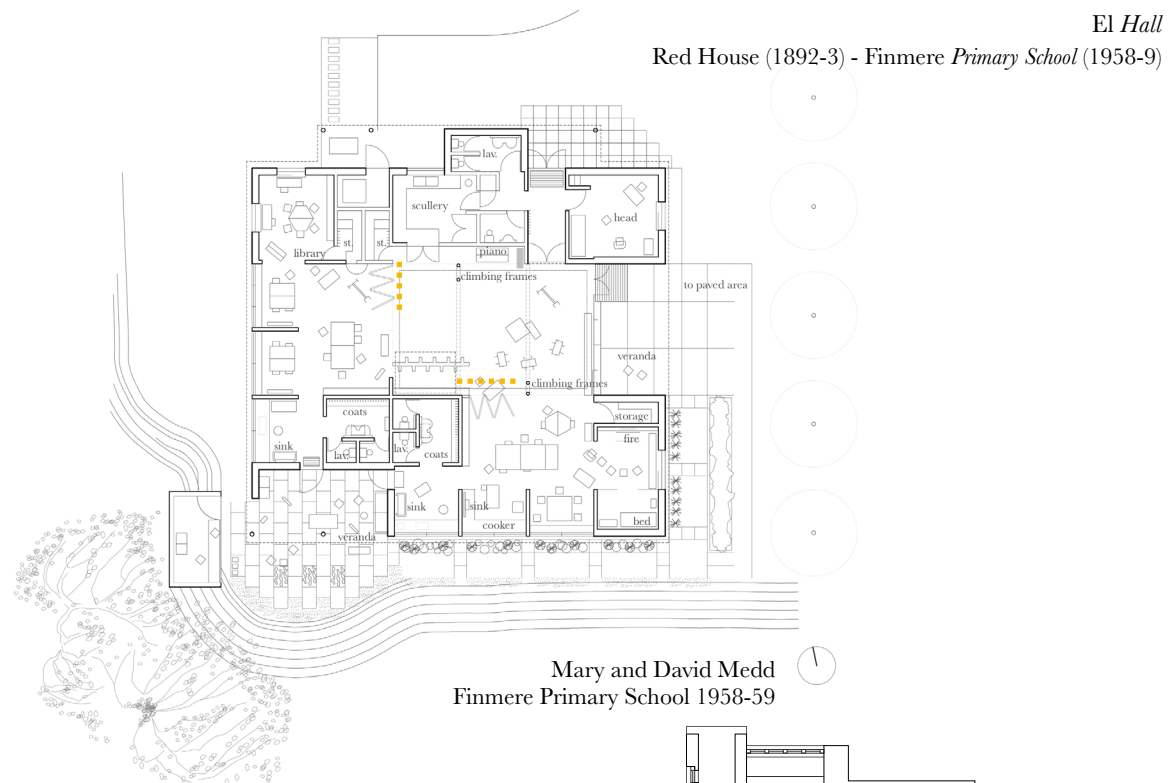 El Hall
Red House (1892-3) - Finmere Primary School (1958-9)
lav.
scullery
head
library
st.
st.
piano
climbing frames
to paved area
veranda
climbing frames
coats
storage
fire
sink
lav.
lav.
coats
sink
sink
cooker
bed
veranda
Mary and David Medd
Finmere Primary School 1958-59